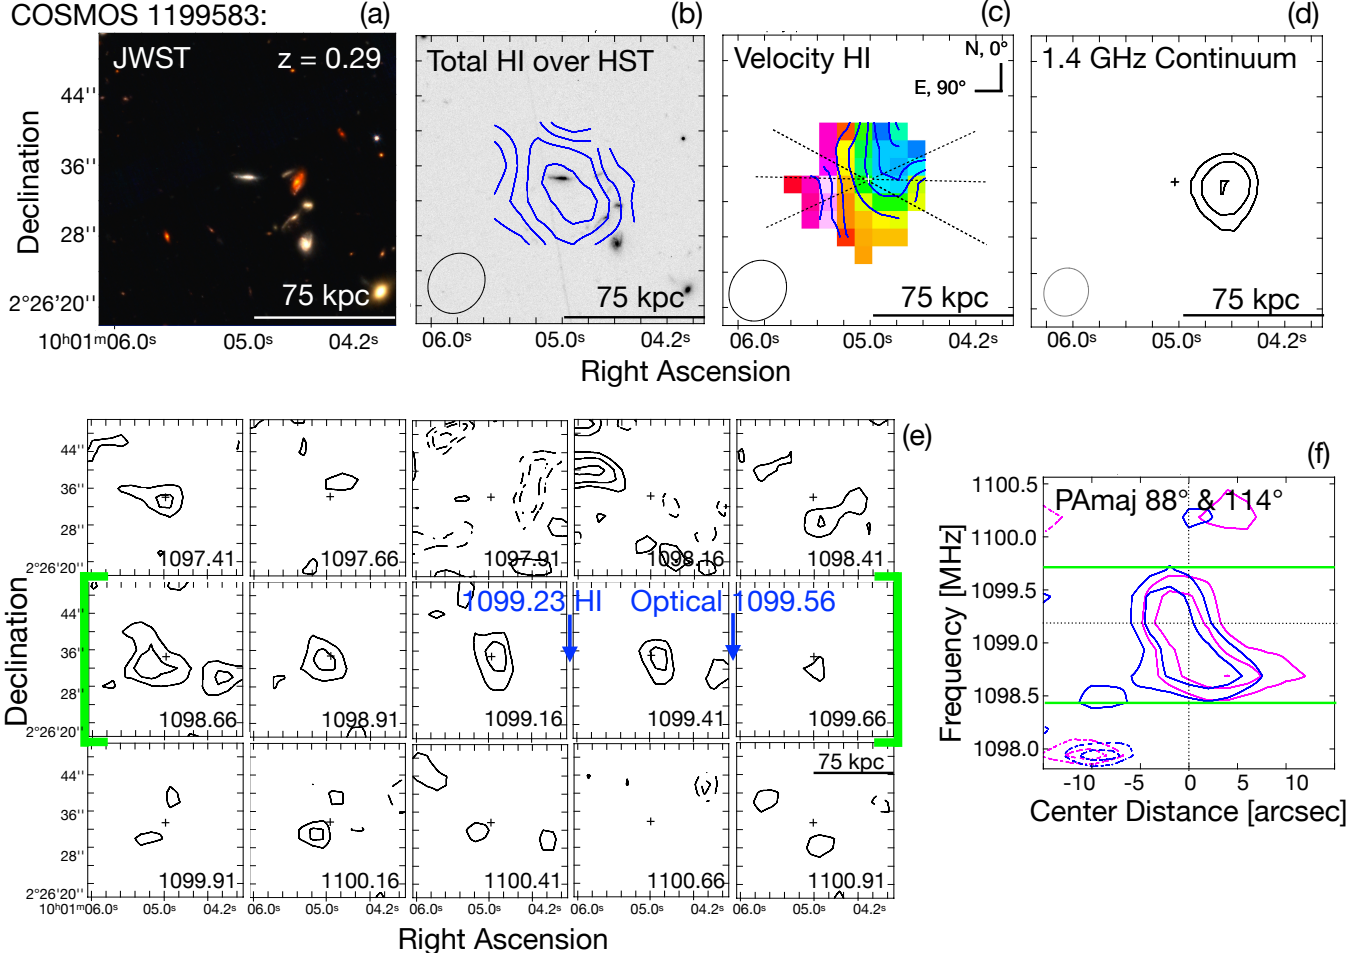 COSMOS 1199583:
(a)
(b)
(c)
(d)
JWST z = 0.29
Total HI over HST
Velocity HI
N, 0°
E, 90°
1.4 GHz Continuum
Declination
44''
36''
28''
2°26'20''
75 kpc
75 kpc
75 kpc
75 kpc
10ʰ01ᵐ06.0ˢ 05.0ˢ 04.2ˢ
06.0ˢ 05.0ˢ 04.2ˢ
06.0ˢ 05.0ˢ 04.2ˢ
06.0ˢ 05.0ˢ 04.2ˢ
Right Ascension
(e)
Declination
44''
36''
28''
2°26'20''
1097.41
1097.66
1097.91
1098.16
1098.41
1099.23 HI Optical 1099.56
44''
36''
28''
2°26'20''
1098.66
1098.91
1099.16
1099.41
1099.66
75 kpc
44''
36''
28''
2°26'20''
1099.91
1100.16
1100.41
1100.66
1100.91
10ʰ01ᵐ06.0ˢ 05.0ˢ 04.2ˢ
06.0ˢ 05.0ˢ 04.2ˢ
06.0ˢ 05.0ˢ 04.2ˢ
06.0ˢ 05.0ˢ 04.2ˢ
06.0ˢ 05.0ˢ 04.2ˢ
Right Ascension
(f)
PAmaj 88° & 114°
Frequency [MHz]
1100.5
1100.0
1099.5
1099.0
1098.5
1098.0
-10 -5 0 5 10
Center Distance [arcsec]